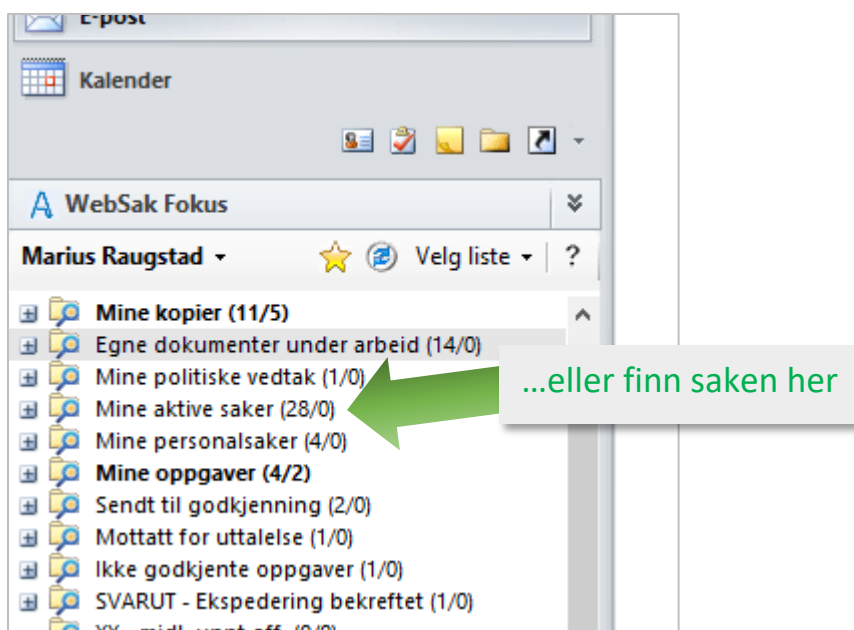 E-post
Kalender
WebSak Fokus
Marius Raugstad
Velg liste
?
Mine kopier (11/5)
Egne dokumenter under arbeid (14/0)
Mine politiske vedtak (1/0)
...eller finn saken her
Mine aktive saker (28/0)
Mine personalsaker (4/0)
Mine oppgaver (4/2)
Sendt til godkjenning (2/0)
Mottatt for uttalelse (1/0)
Ikke godkjente oppgaver (1/0)
SVARUT - Ekspedering bekreftet (1/0)